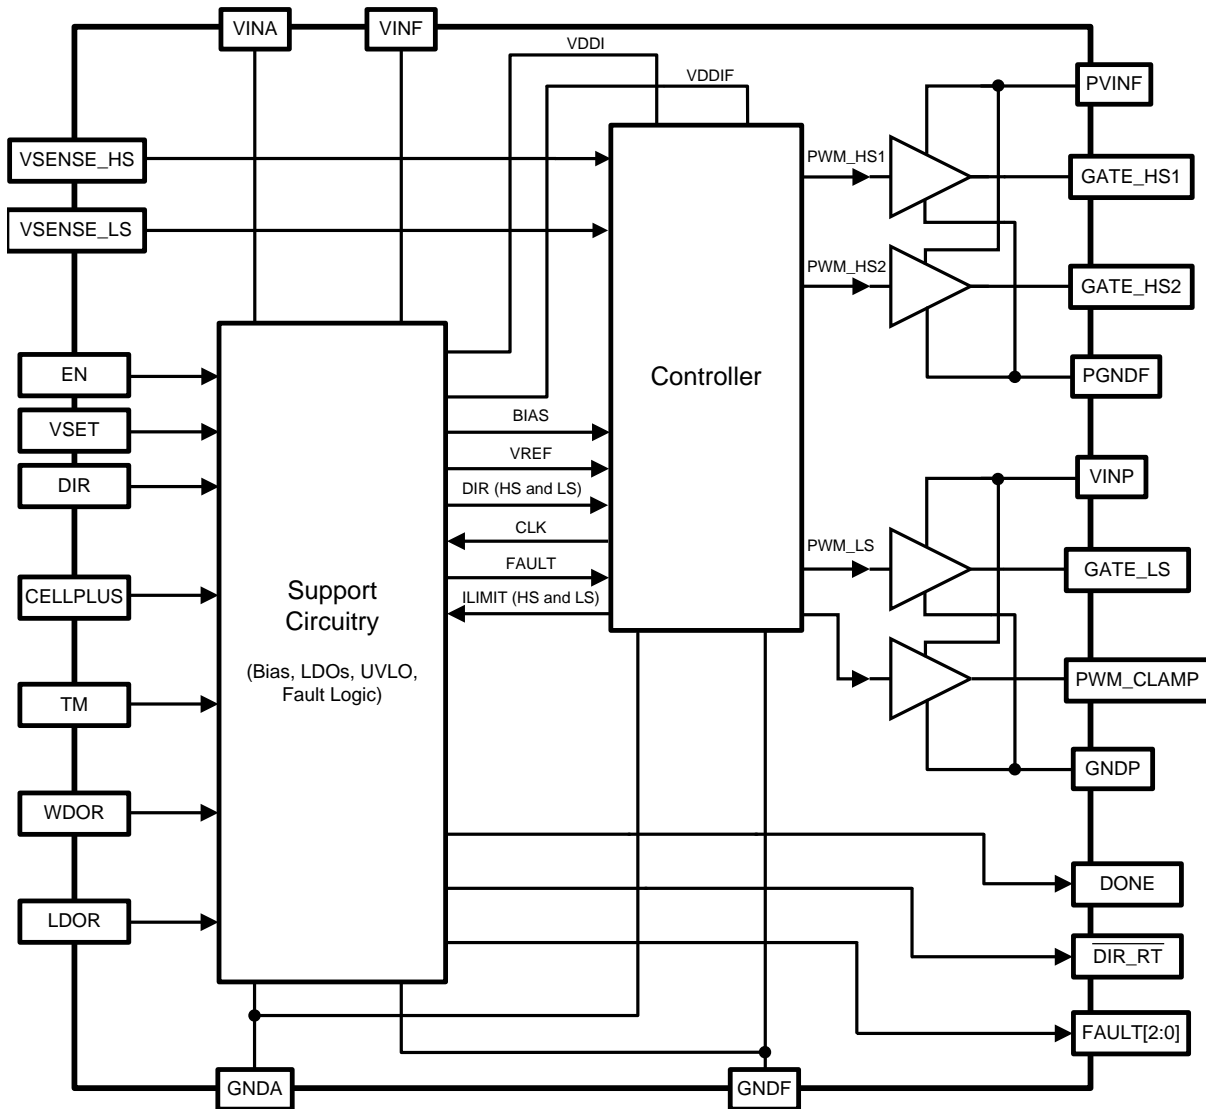 VINA
VINF
VDDI
VDDIF
PVINF
VSENSE_HS
PWM_HS1
GATE_HS1
VSENSE_LS
PWM_HS2
GATE_HS2
EN
Controller
PGNDF
VSET
BIAS
VREF
VINP
DIR
DIR (HS and LS)
CLK
PWM_LS
FAULT
GATE_LS
CELLPLUS
Support
Circuitry
ILIMIT (HS and LS)
(Bias, LDOs, UVLO,
Fault Logic)
PWM_CLAMP
TM
GNDP
WDOR
DONE
LDOR
DIR_RT
FAULT[2:0]
GNDA
GNDF